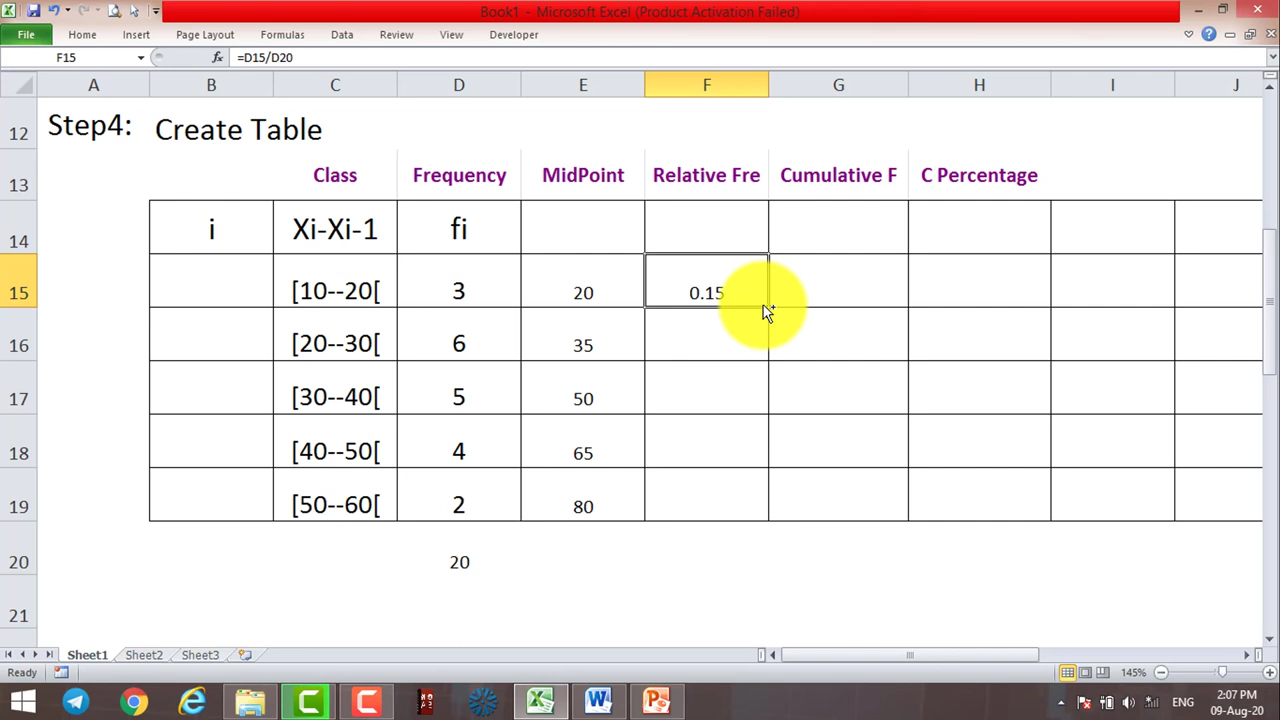 Book1 - Microsoft Excel (Product Activation Failed)
File Home Insert Page Layout Formulas Data Review View Developer
F15 fx =D15/D20
A B C D E F G H I J
12 Step4: Create Table
13 Class Frequency MidPoint Relative Fre Cumulative F C Percentage
14 i Xi-Xi-1 fi
15 [10--20[ 3 20 0.15
16 [20--30[ 6 35
17 [30--40[ 5 50
18 [40--50[ 4 65
19 [50--60[ 2 80
20 20
21
Sheet1 Sheet2 Sheet3
Ready 145%
ENG 2:07 PM
09-Aug-20